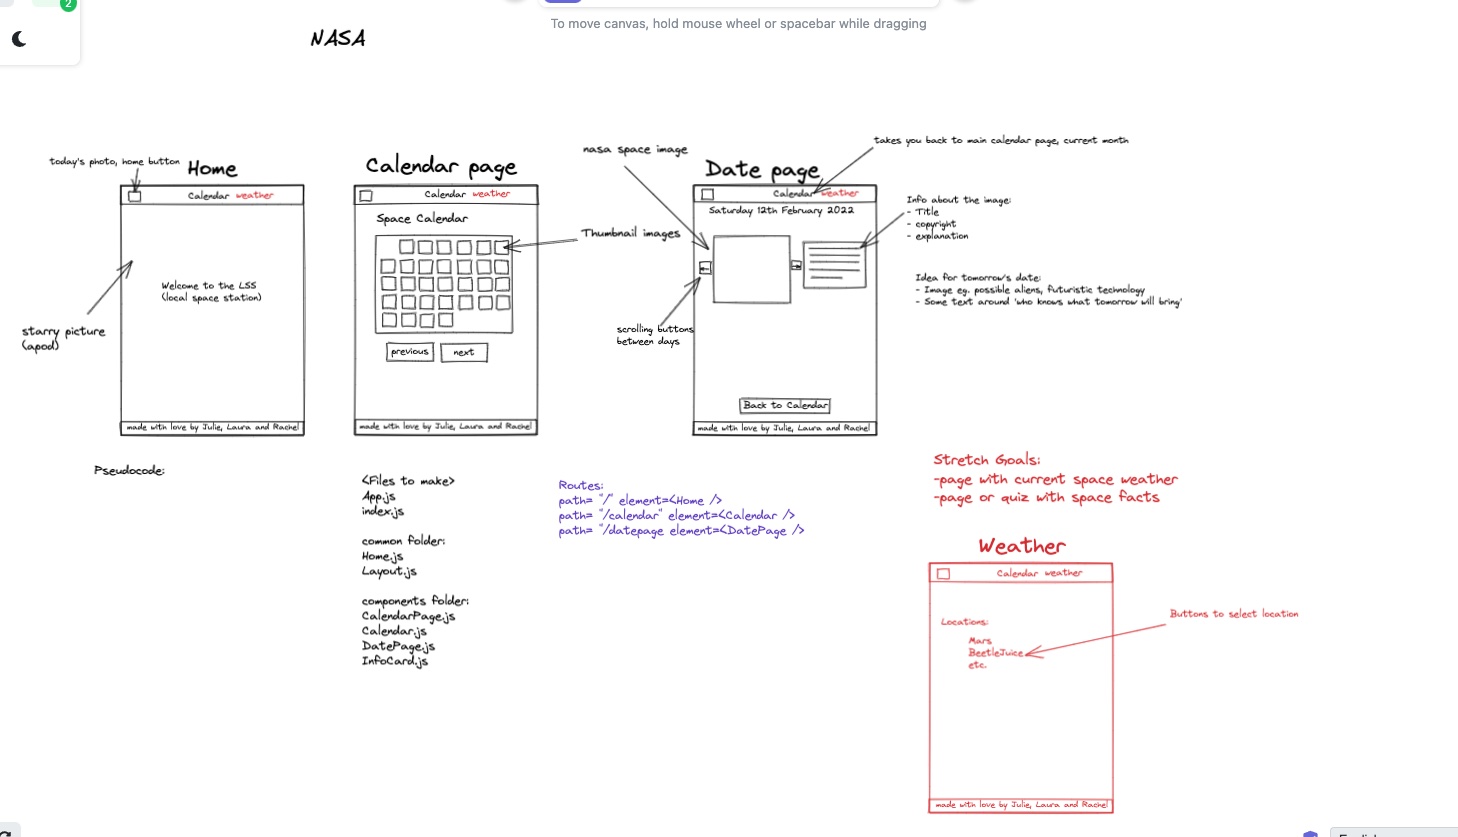 2
To move canvas, hold mouse wheel or spacebar while dragging
NASA
today's photo, home button
Home
Calendar weather
Welcome to the LSS
(local space station)
starry picture
(apod)
made with love by Julie, Laura and Rachel
Calendar page
Calendar weather
Space Calendar
Thumbnail images
previous
next
made with love by Julie, Laura and Rachel
nasa space image
Date page
takes you back to main calendar page, current month
Calendar weather
Saturday 12th February 2022
Info about the image:
- Title
- copyright
- explanation
Idea for tomorrow's date:
- Image eg. possible aliens, futuristic technology
- Some text around 'who knows what tomorrow will bring'
scrolling buttons
between days
Back to Calendar
made with love by Julie, Laura and Rachel
Pseudocode:
<Files to make>
App.js
index.js
common folder:
Home.js
Layout.js
components folder:
CalendarPage.js
Calendar.js
DatePage.js
InfoCard.js
Routes:
path= "/" element=<Home />
path= "/calendar" element=<Calendar />
path= "/datepage element=<DatePage />
Stretch Goals:
-page with current space weather
-page or quiz with space facts
Weather
Calendar weather
Locations:
Mars
BeetleJuice
etc.
Buttons to select location
made with love by Julie, Laura and Rachel